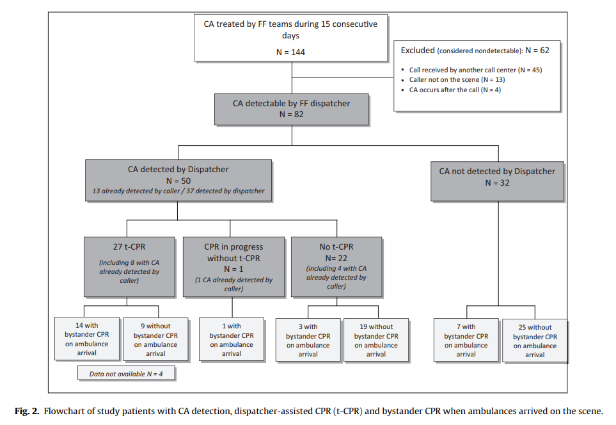 CA treated by FF teams during 15 consecutive
days
N = 144
Excluded (considered nondetectable): N = 62
• Call received by another call center (N = 45)
• Caller not on the scene (N = 13)
• CA occurs after the call (N = 4)
CA detectable by FF dispatcher
N = 82
CA detected by Dispatcher
N = 50
13 already detected by caller / 37 detected by dispatcher
CA not detected by Dispatcher
N = 32
27 t-CPR
(including 8 with CA
already detected by
caller)
CPR in progress
without t-CPR
N = 1
(1 CA already detected by
caller)
No t-CPR
N= 22
(including 4 with CA
already detected by
caller)
14 with
bystander CPR
on ambulance
arrival
9 without
bystander CPR
on ambulance
arrival
1 with
bystander CPR
on ambulance
arrival
3 with
bystander CPR
on ambulance
arrival
19 without
bystander CPR
on ambulance
arrival
7 with
bystander CPR
on ambulance
arrival
25 without
bystander CPR
on ambulance
arrival
Data not available N = 4
Fig. 2. Flowchart of study patients with CA detection, dispatcher-assisted CPR (t-CPR) and bystander CPR when ambulances arrived on the scene.